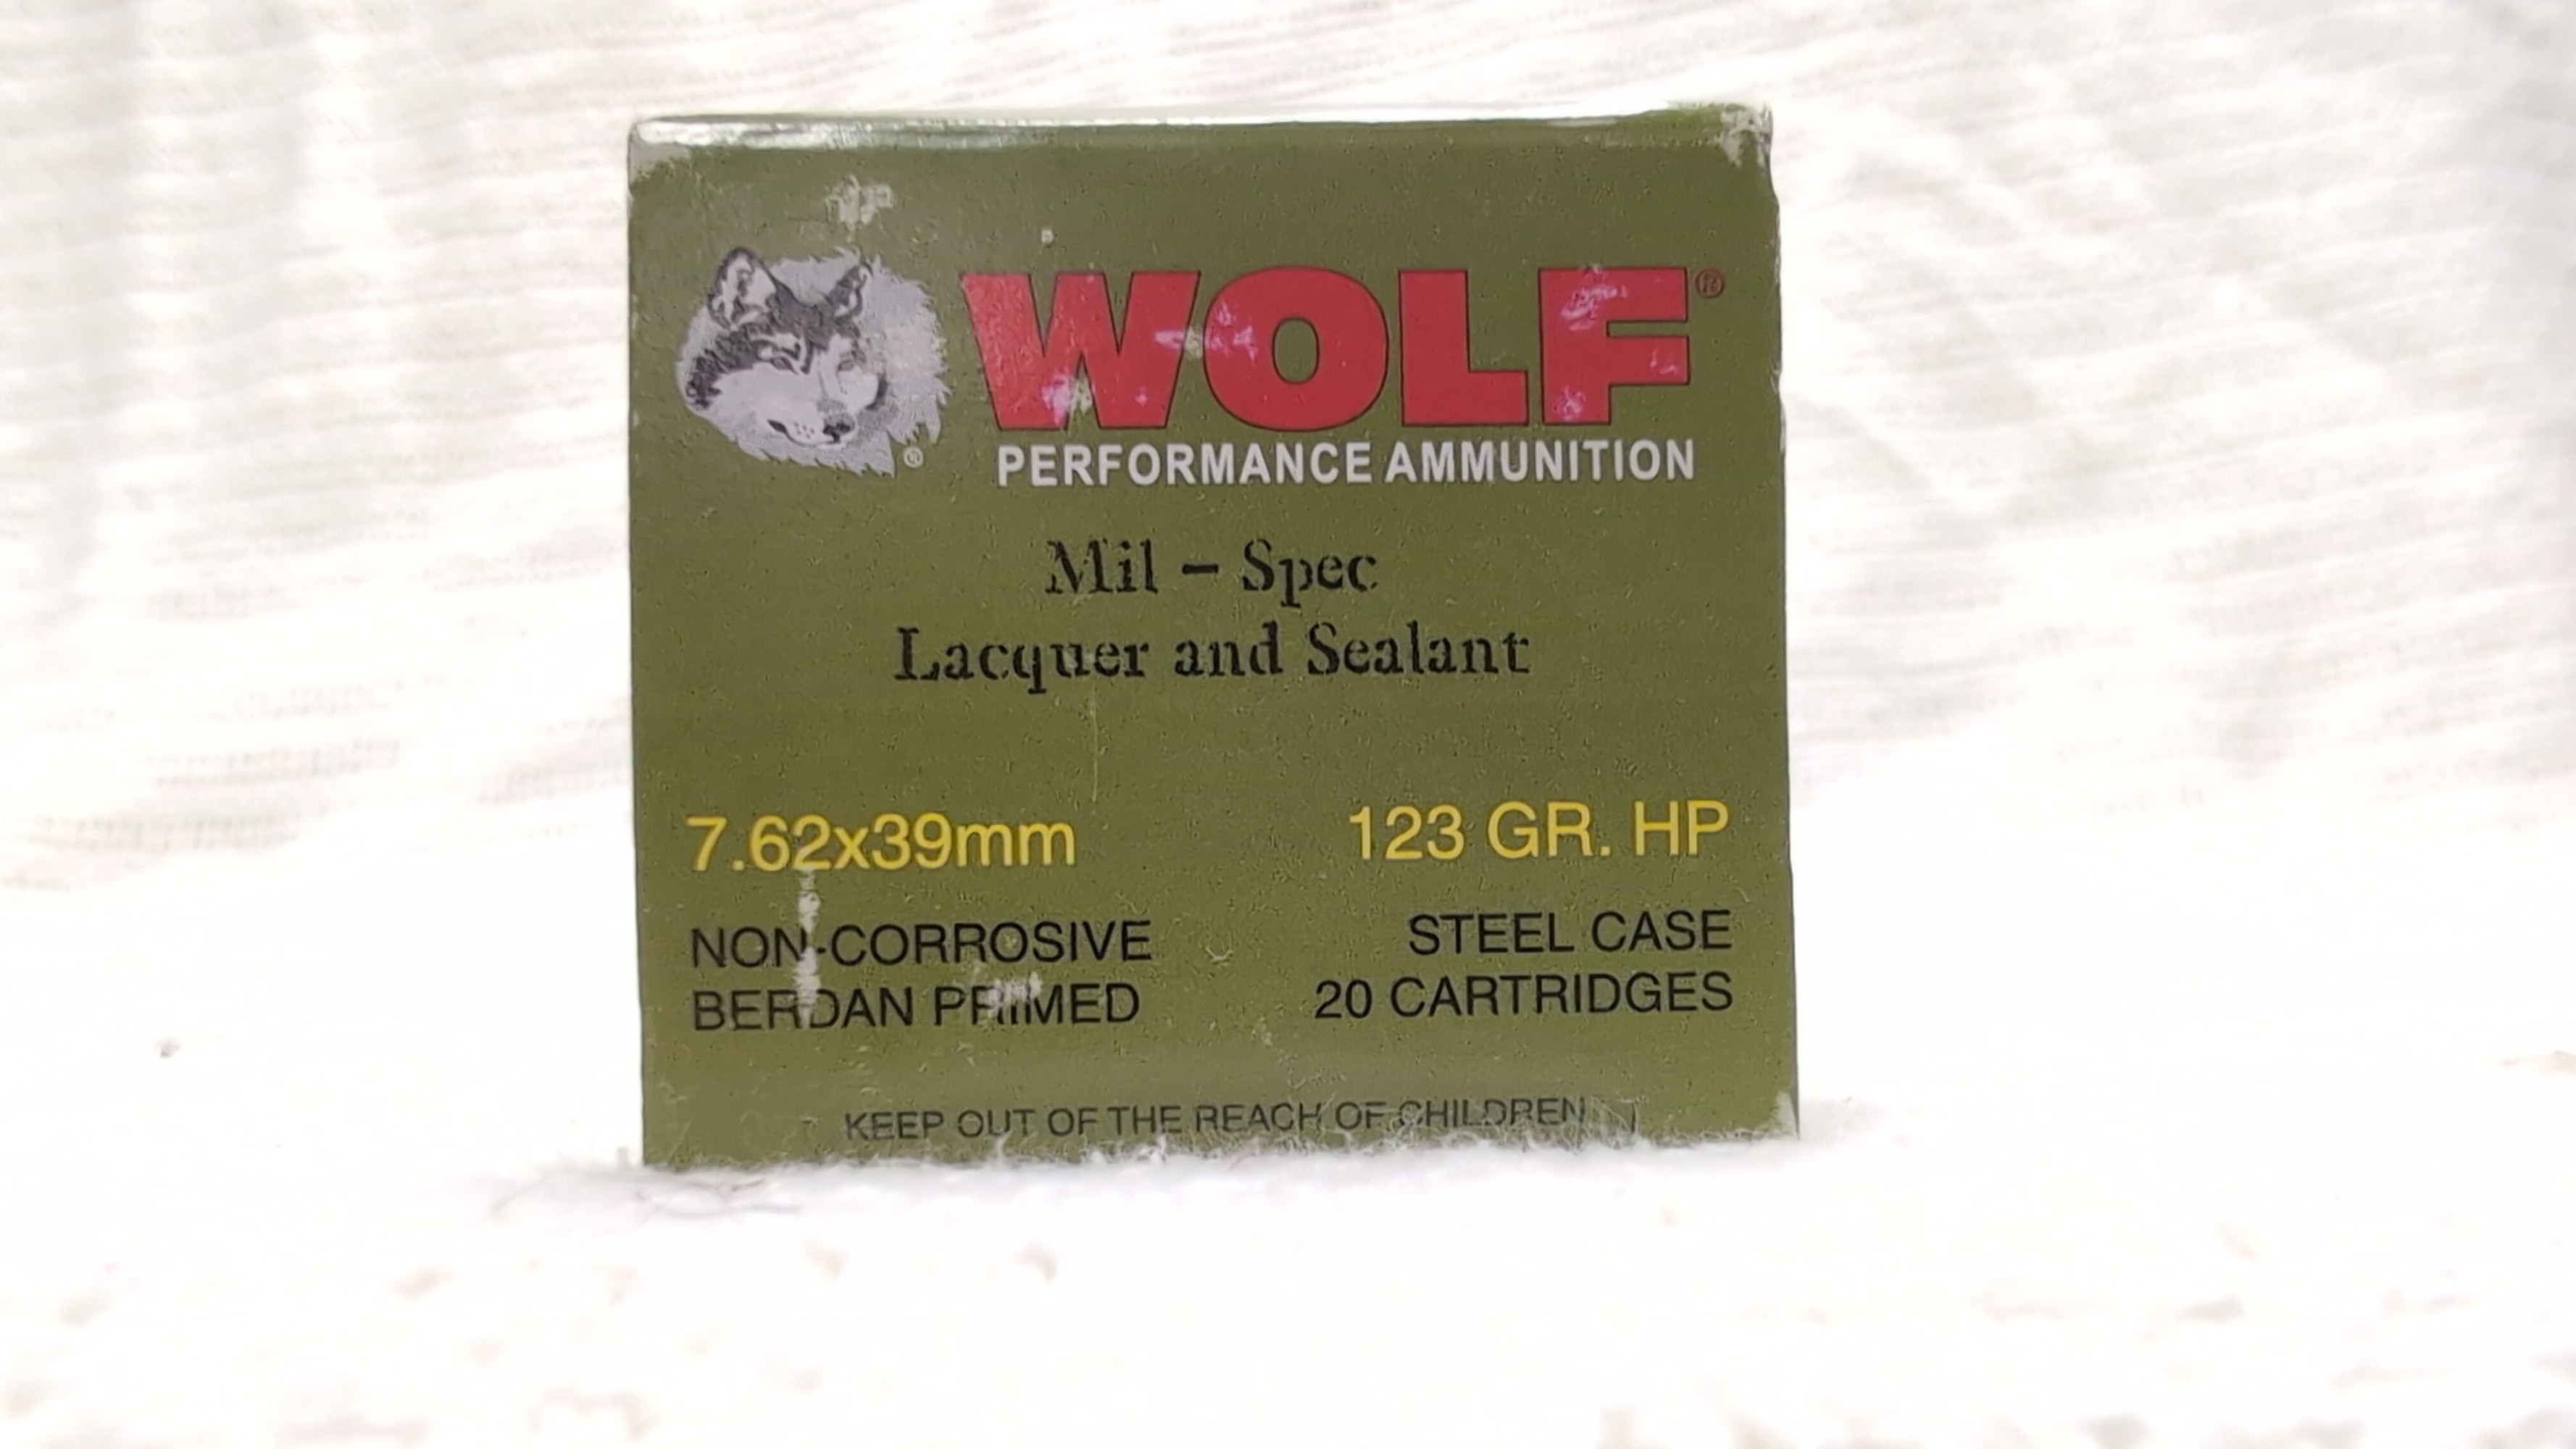 WOLF®
®
PERFORMANCE AMMUNITION
Mil – Spec
Lacquer and Sealant
7.62x39mm 123 GR. HP
NON-CORROSIVE STEEL CASE
BERDAN PRIMED 20 CARTRIDGES
KEEP OUT OF THE REACH OF CHILDREN